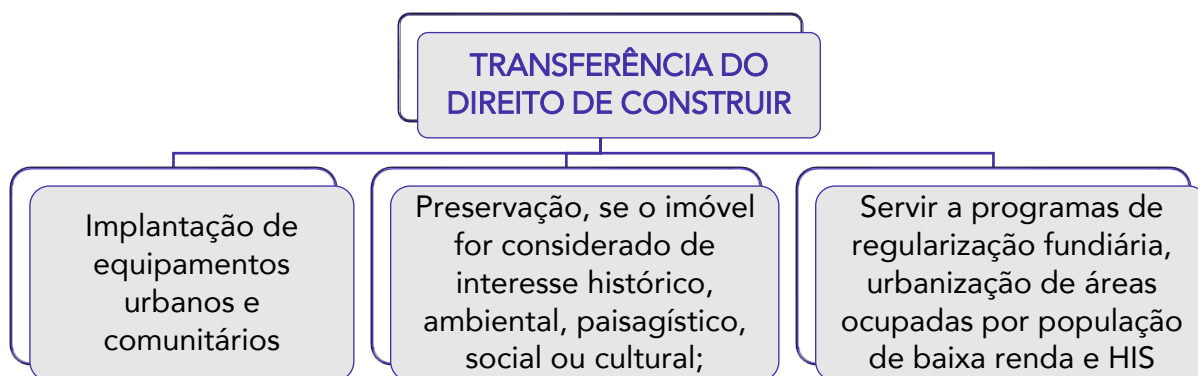 TRANSFERÊNCIA DO
DIREITO DE CONSTRUIR
Implantação de
equipamentos
urbanos e
comunitários
Preservação, se o imóvel
for considerado de
interesse histórico,
ambiental, paisagístico,
social ou cultural;
Servir a programas de
regularização fundiária,
urbanização de áreas
ocupadas por população
de baixa renda e HIS